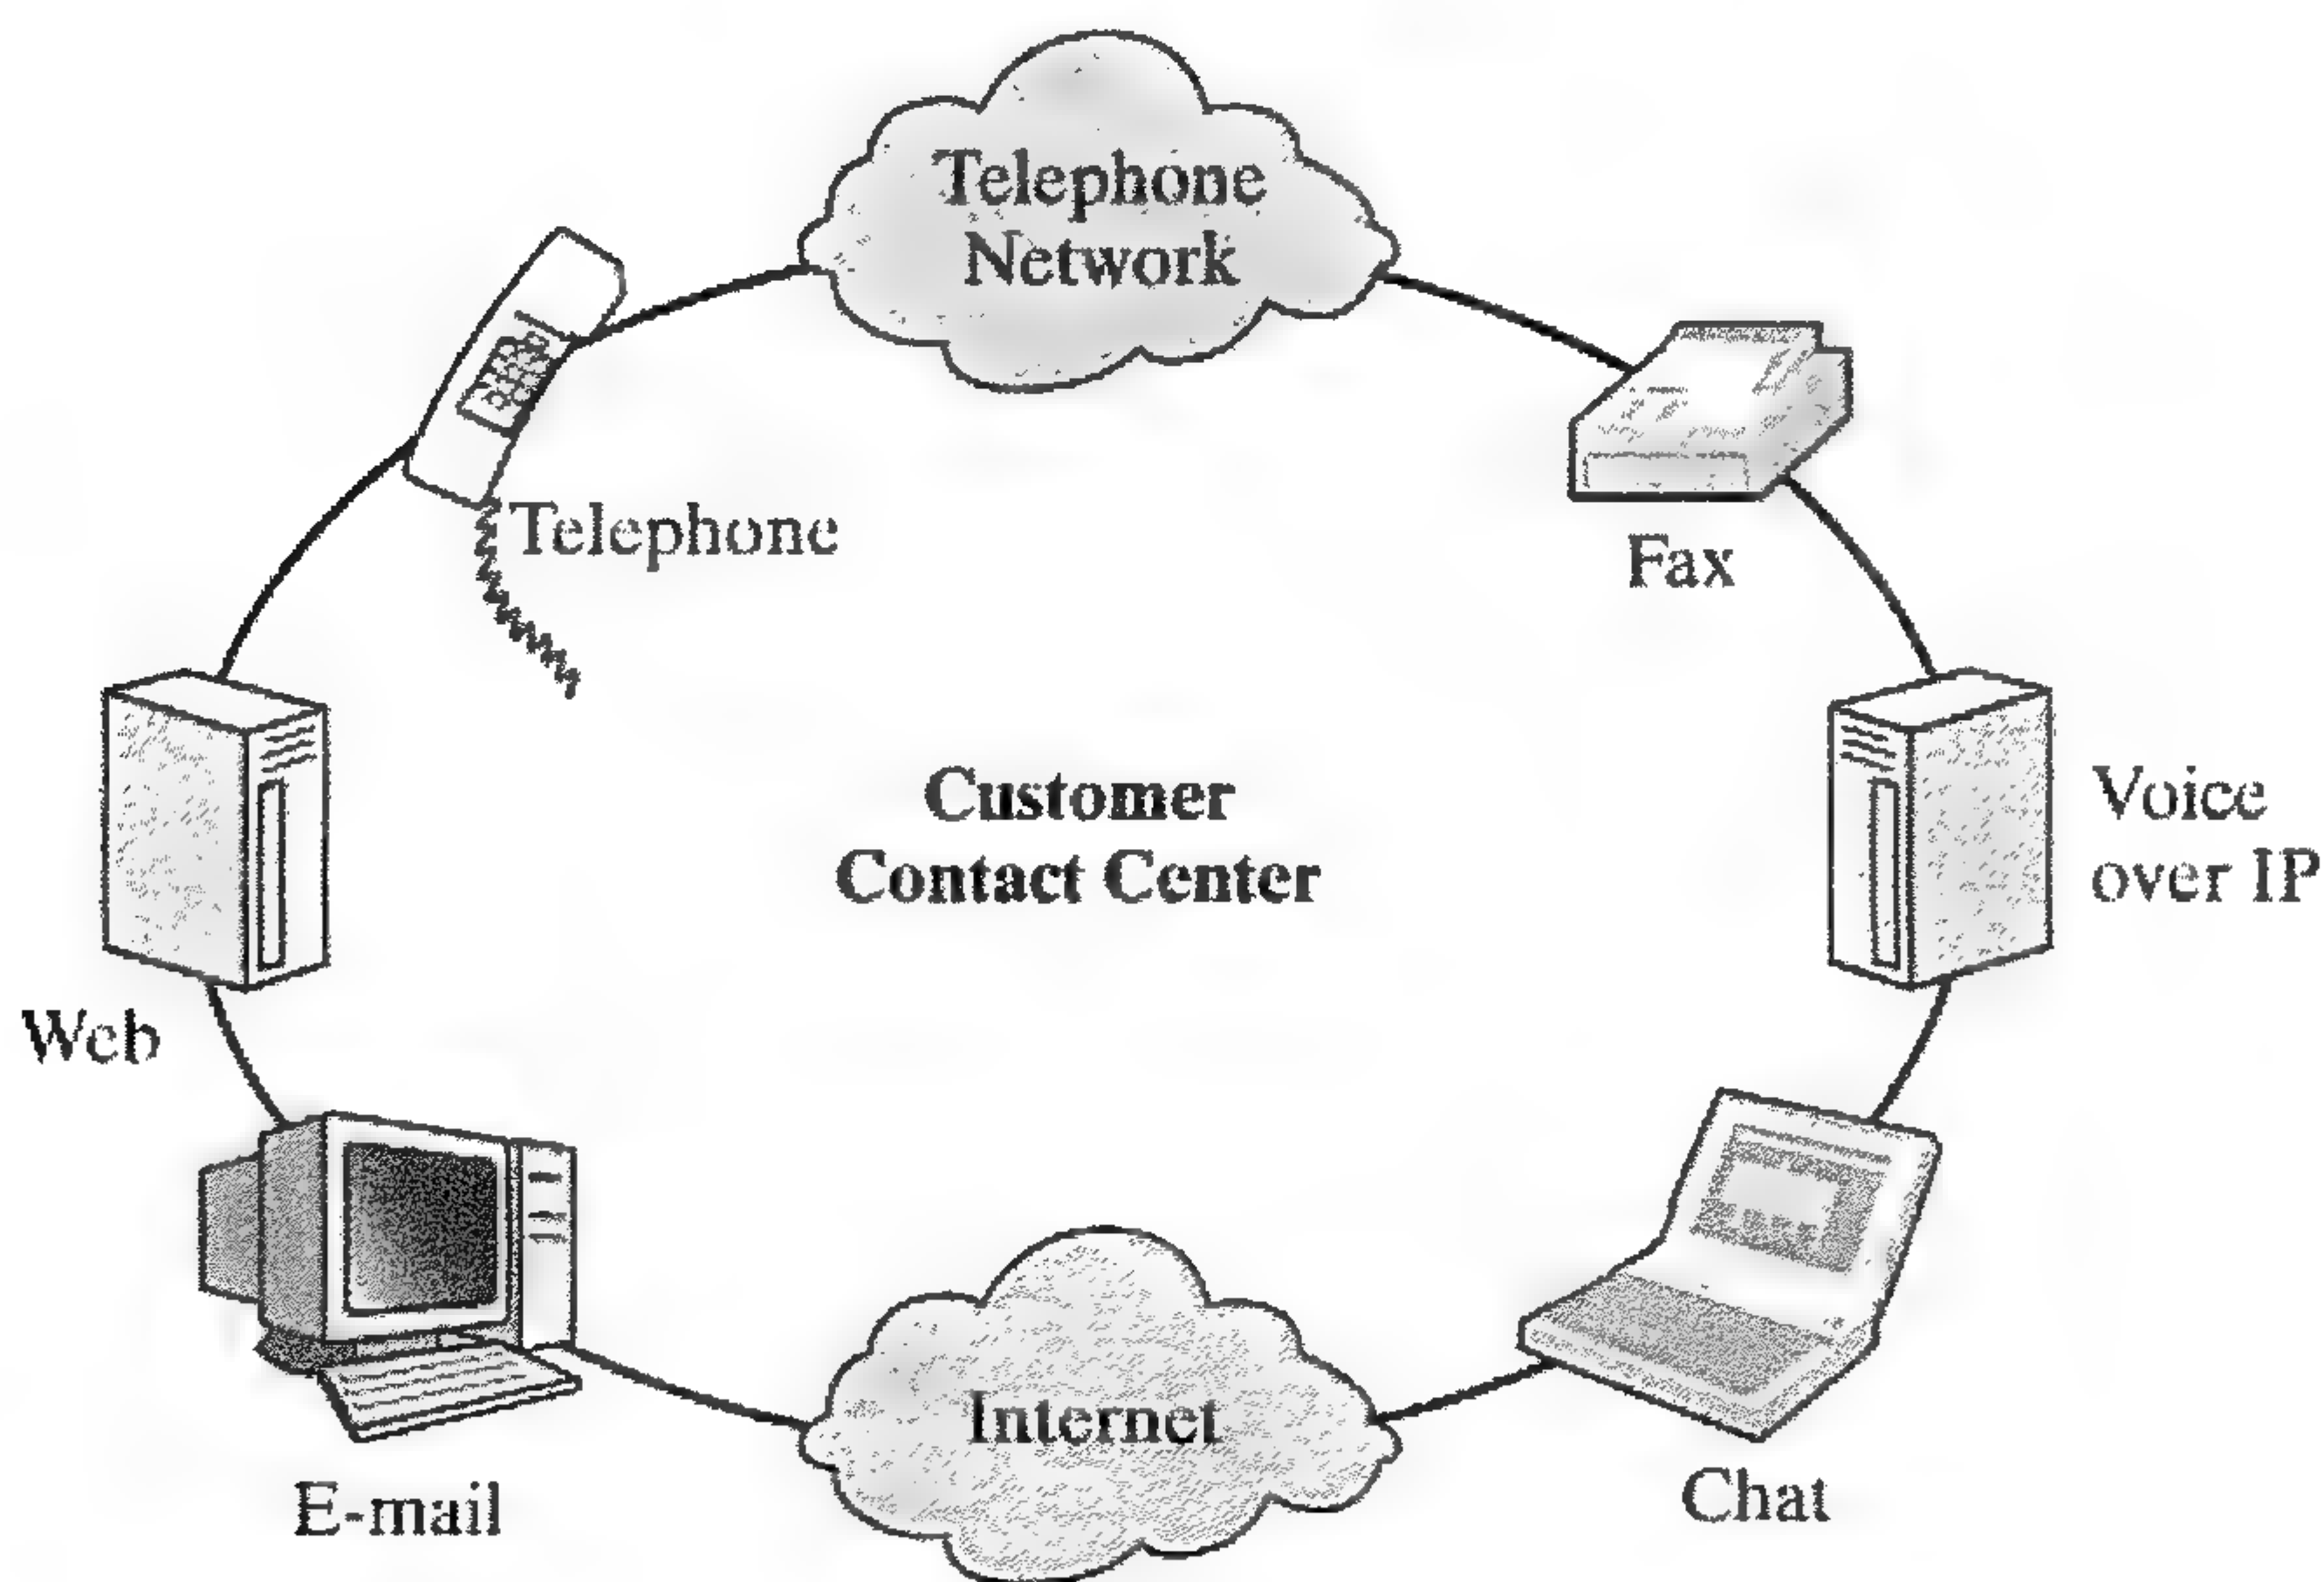 Telephone
Network
Telephone
Fax
Customer
Contact Center
Voice
over IP
Web
E-mail
Internet
Chat